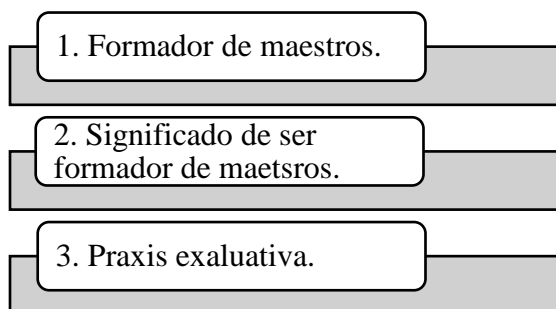 1. Formador de maestros.
2. Significado de ser
formador de maetsros.
3. Praxis exaluativa.